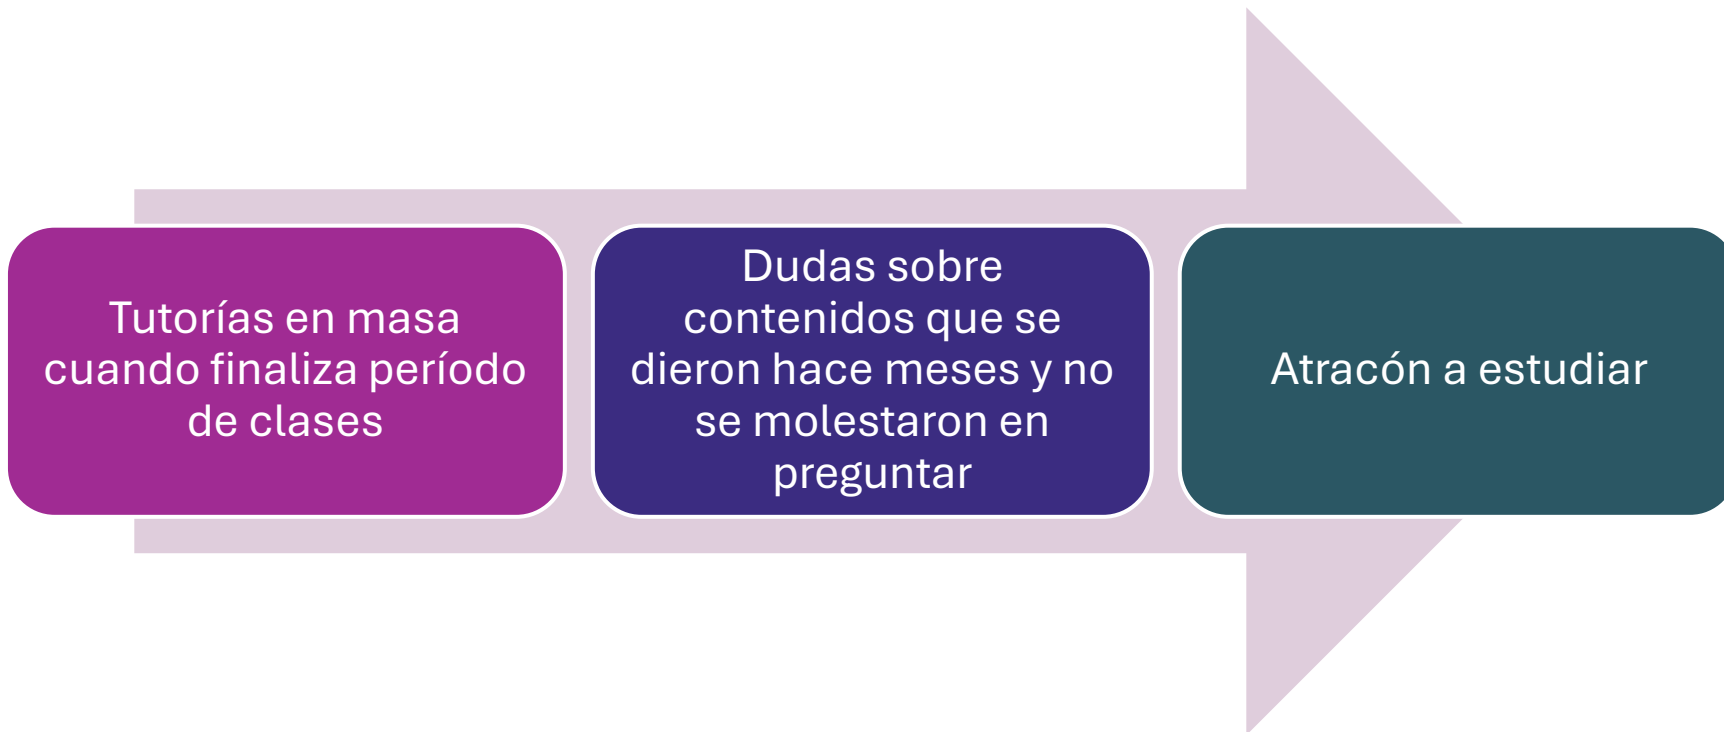 Tutorías en masa
cuando finaliza período
de clases
Dudas sobre
contenidos que se
dieron hace meses y no
se molestaron en
preguntar
Atracón a estudiar